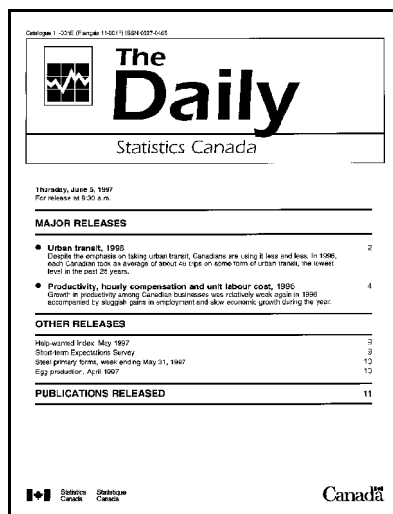 The
Daily
Statistics Canada
Thursday, June 5, 1997
For release at 8:30 a.m.
MAJOR RELEASES
● Urban transit, 1996 2
Despite the emphasis on taking urban transit, Canadians are using it less and less. In 1996,
each Canadian took an average of about 48 trips on some form of urban transit, the lowest
level in the past 25 years.
● Productivity, hourly compensation and unit labour cost, 1996 4
Growth in productivity among Canadian businesses was relatively weak again in 1996
accompanied by sluggish gains in employment and slow economic growth during the year.
OTHER RELEASES
Help-wanted Index, May 1997 9
Short-term Expectations Survey 9
Steel primary forms, week ending May 31, 1997 10
Egg production, April 1997 10
PUBLICATIONS RELEASED 11
Statistics Statistique
Canada Canada
Canada